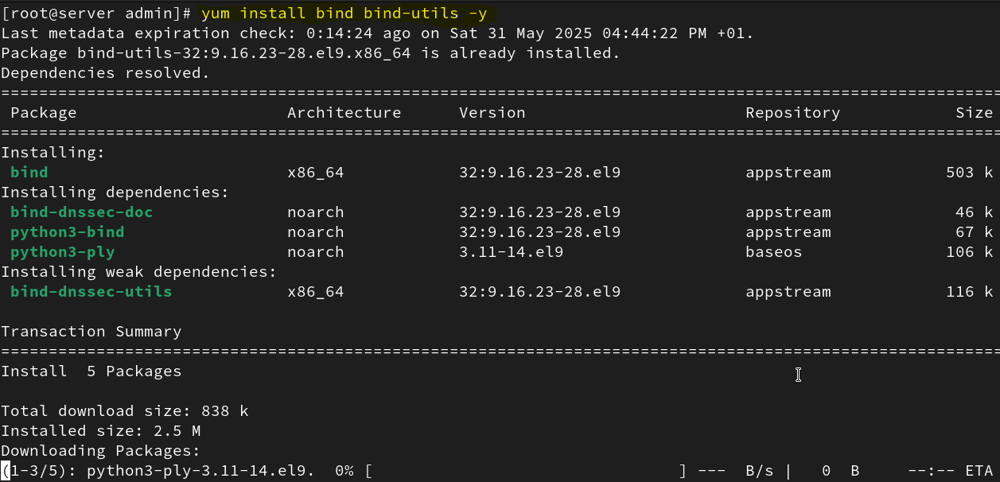 [root@server admin]# yum install bind bind-utils -y
Last metadata expiration check: 0:14:24 ago on Sat 31 May 2025 04:44:22 PM +01.
Package bind-utils-32:9.16.23-28.el9.x86_64 is already installed.
Dependencies resolved.
================================================================================================
 Package                     Architecture      Version                       Repository            Size
================================================================================================
Installing:
 bind                        x86_64            32:9.16.23-28.el9             appstream            503 k
Installing dependencies:
 bind-dnssec-doc             noarch            32:9.16.23-28.el9             appstream             46 k
 python3-bind                noarch            32:9.16.23-28.el9             appstream             67 k
 python3-ply                 noarch            3.11-14.el9                   baseos               106 k
Installing weak dependencies:
 bind-dnssec-utils           x86_64            32:9.16.23-28.el9             appstream            116 k
Transaction Summary
================================================================================================
Install  5 Packages
Total download size: 838 k
Installed size: 2.5 M
Downloading Packages:
(1-3/5): python3-ply-3.11-14.el9.  0% [                                ] ---  B/s |   0  B     --:-- ETA